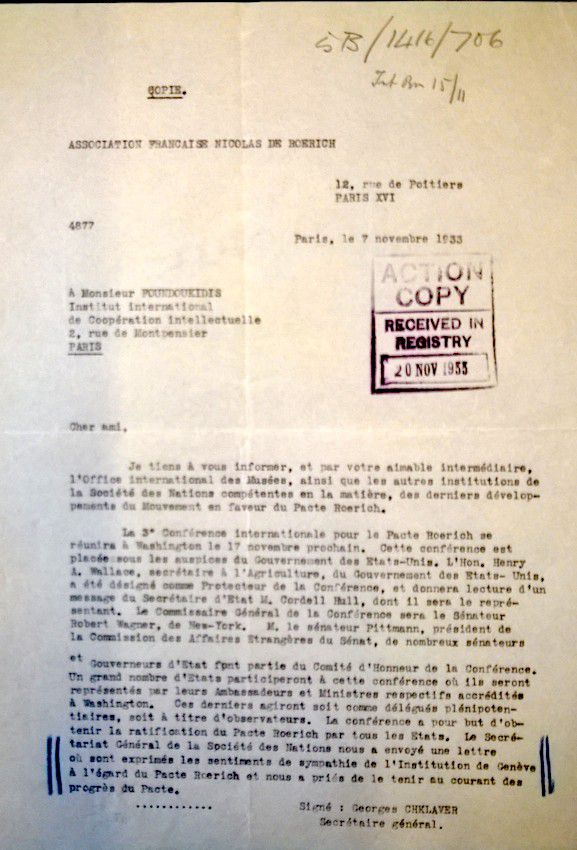 5B/1416/706
15/11
COPIE.
ASSOCIATION FRANCAISE NICOLAS DE ROERICH
12, rue de Poitiers
PARIS XVI
4877
Paris, le 7 novembre 1933
ACTION
COPY
RECEIVED IN
REGISTRY
20 NOV 1933
À Monsieur FOUNDOUKIDIS
Institut international
de Coopération intellectuelle
2, rue de Montpensier
PARIS
Cher ami,
Je tiens à vous informer, et par votre aimable intermédiaire,
l'Office international des Musées, ainsi que les autres institutions de
la Société des Nations compétentes en la matière, des derniers dévelop-
pements du Mouvement en faveur du Pacte Roerich.
La 3° Conférence internationale pour le Pacte Roerich se
réunira à Washington le 17 novembre prochain. Cette conférence est
placée sous les auspices du Gouvernement des Etats-Unis. L'Hon. Henry
A. Wallace, secrétaire à l'Agriculture, du Gouvernement des Etats- Unis,
a été désigné comme Protecteur de la Conférence, et donnera lecture d'un
message du Secrétaire d'Etat M. Cordell Hull, dont il sera le repré-
sentant. Le Commissaire Général de la Conférence sera le Sénateur
Robert Wagner, de New-York. M. le sénateur Pittmann, président de
la Commission des Affaires Etrangères du Sénat, de nombreux sénateurs
et Gouverneurs d'Etat fpnt partie du Comité d'Honneur de la Conférence.
Un grand nombre d'Etats participeront à cette conférence où ils seront
représentés par leurs Ambassadeurs et Ministres respectifs accrédités
à Washington. Ces derniers agiront soit comme délégués plénipoten-
tiaires, soit à titre d'observateurs. La conférence a pour but d'ob-
tenir la ratification du Pacte Roerich par tous les Etats. Le Secré-
tariat Général de la Société des Nations nous a envoyé une lettre
où sont exprimés les sentiments de sympathie de l'Institution de Genève
à l'égard du Pacte Roerich et nous a priés de le tenir au courant des
progrès du Pacte.
............
Signé : Georges CHKLAVER
Secrétaire général.